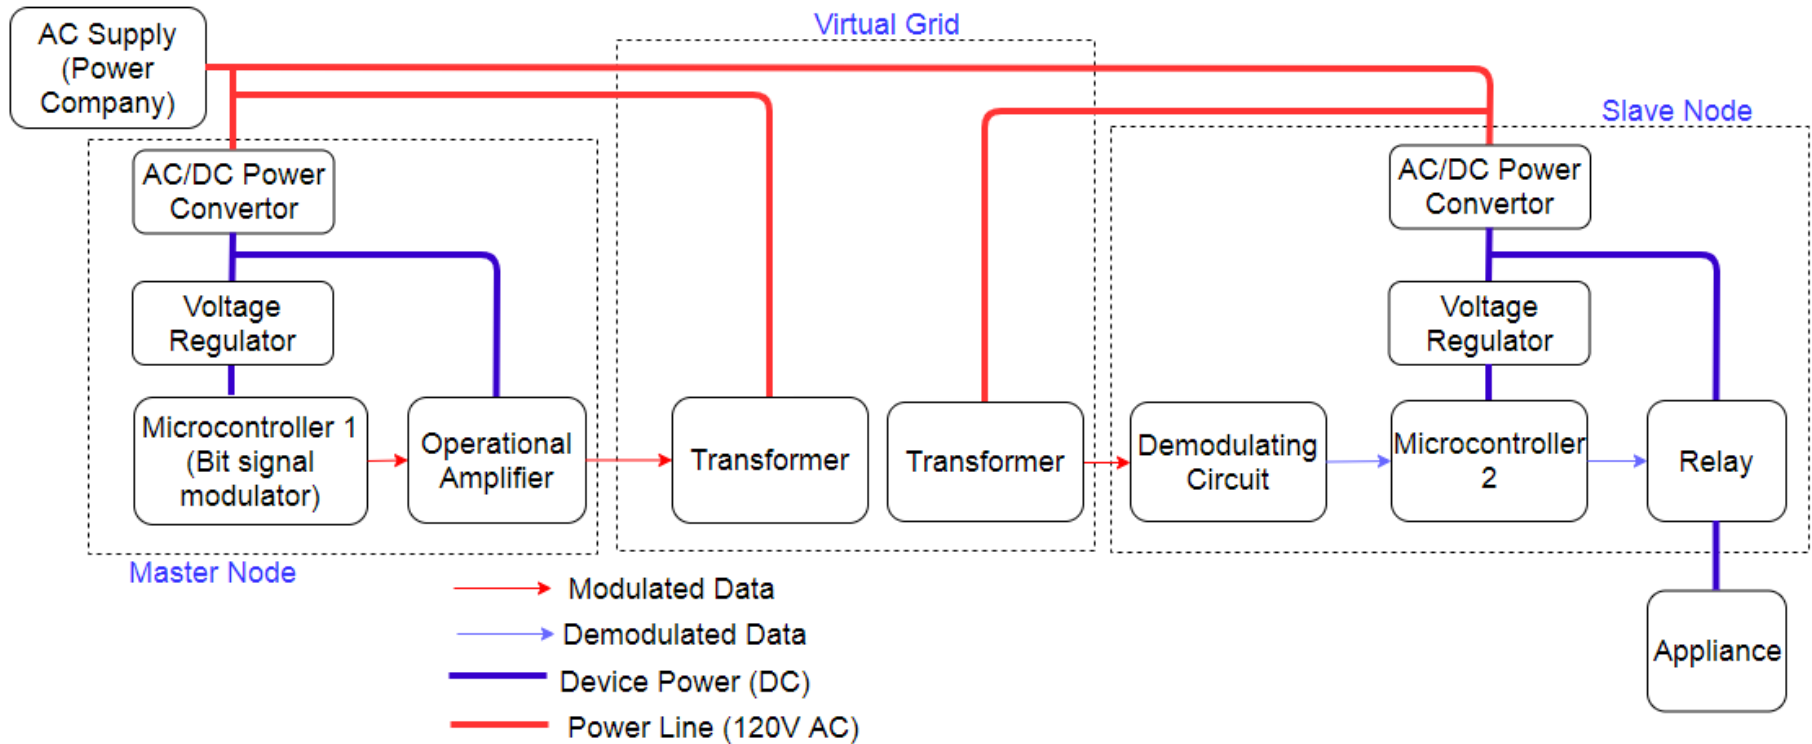 Virtual Grid
AC Supply
(Power
Company)
Slave Node
AC/DC Power
Convertor
AC/DC Power
Convertor
Voltage
Regulator
Voltage
Regulator
Microcontroller 1
(Bit signal
modulator)
Operational
Amplifier
Transformer
Transformer
Demodulating
Circuit
Microcontroller
2
Relay
Master Node
Modulated Data
Demodulated Data
Device Power (DC)
Power Line (120V AC)
Appliance